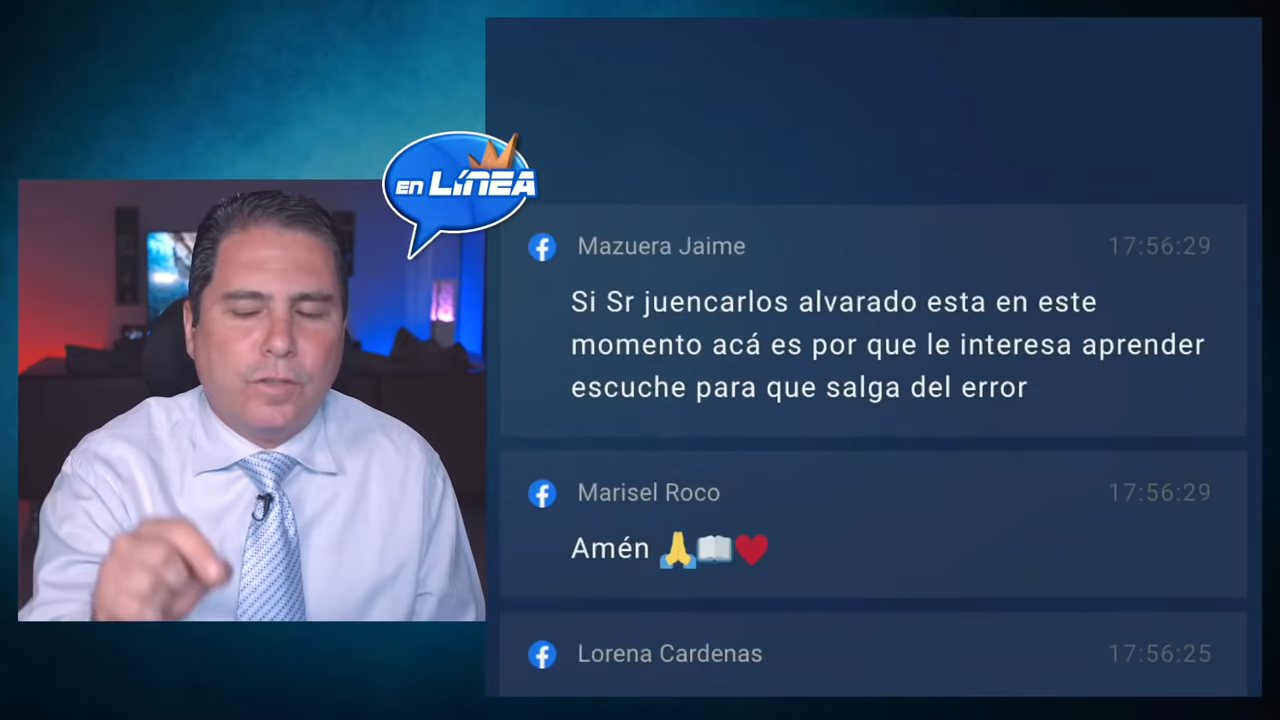 EN LÍNEA
Mazuera Jaime 17:56:29
Si Sr juencarlos alvarado esta en este
momento acá es por que le interesa aprender
escuche para que salga del error
Marisel Roco 17:56:29
Amén 🙏📖❤️
Lorena Cardenas 17:56:25